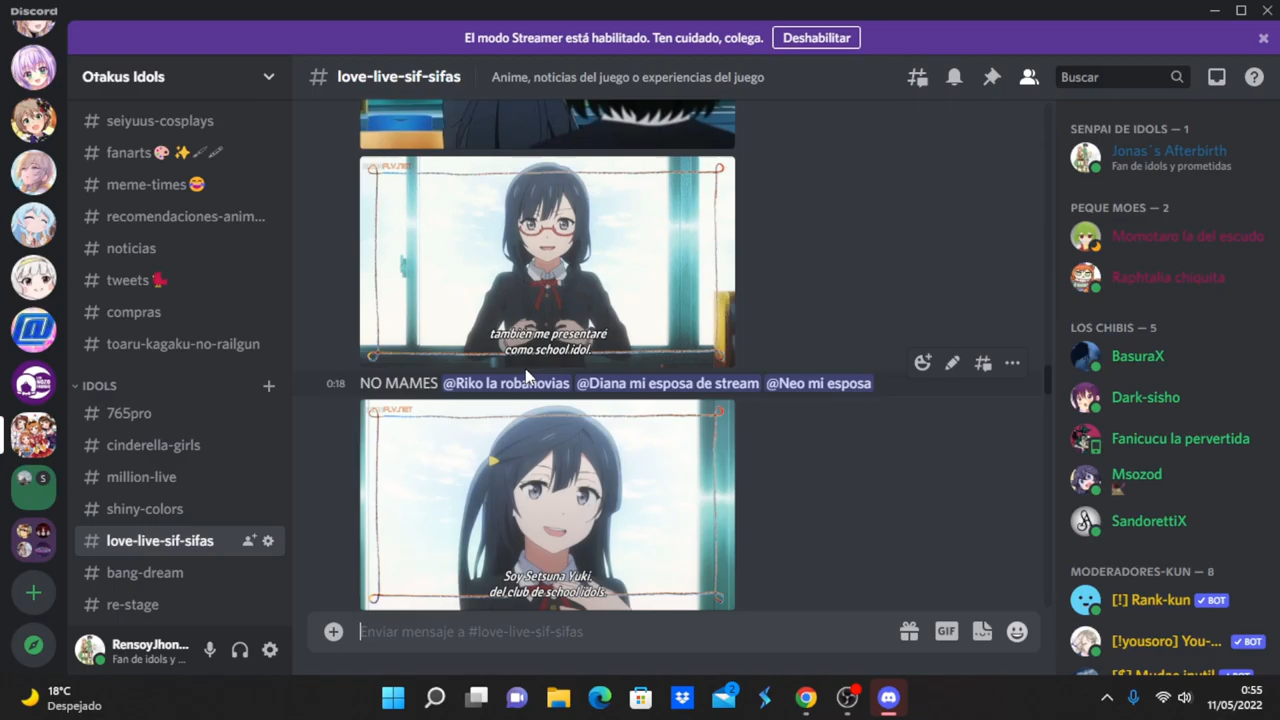 Discord
El modo Streamer está habilitado. Ten cuidado, colega.
Deshabilitar
Otakus Idols
seiyuus-cosplays
fanarts
meme-times
recomendaciones-anim...
noticias
tweets
compras
toaru-kagaku-no-railgun
IDOLS
765pro
cinderella-girls
million-live
shiny-colors
love-live-sif-sifas
bang-dream
re-stage
RensoyJhon...
Fan de idols y ...
love-live-sif-sifas
Anime, noticias del juego o experiencias del juego
Buscar
FLV.NET
también me presentaré
como school idol.
0:18 NO MAMES @Riko la robanovias @Diana mi esposa de stream @Neo mi esposa
FLV.NET
Soy Setsuna Yuki.
del club de school idols.
Enviar mensaje a #love-live-sif-sifas
GIF
SENPAI DE IDOLS — 1
Jonas´s Afterbirth
Fan de idols y prometidas
PEQUE MOES — 2
Momotaro la del escudo
Raphtalia chiquita
LOS CHIBIS — 5
BasuraX
Dark-sisho
Fanicucu la pervertida
Msozod
SandorettiX
MODERADORES-KUN — 8
[!] Rank-kun BOT
[!yousoro] You-... BOT
S
18°C
Despejado
2
0:55
11/05/2022